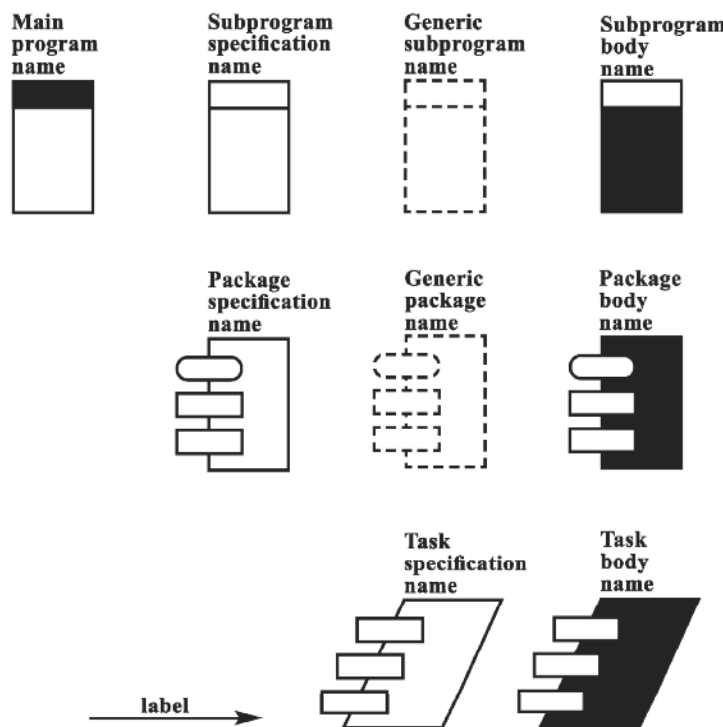 Main
program
name
Subprogram
specification
name
Generic
subprogram
name
Subprogram
body
name
Package
specification
name
Generic
package
name
Package
body
name
Task
specification
name
Task
body
name
label